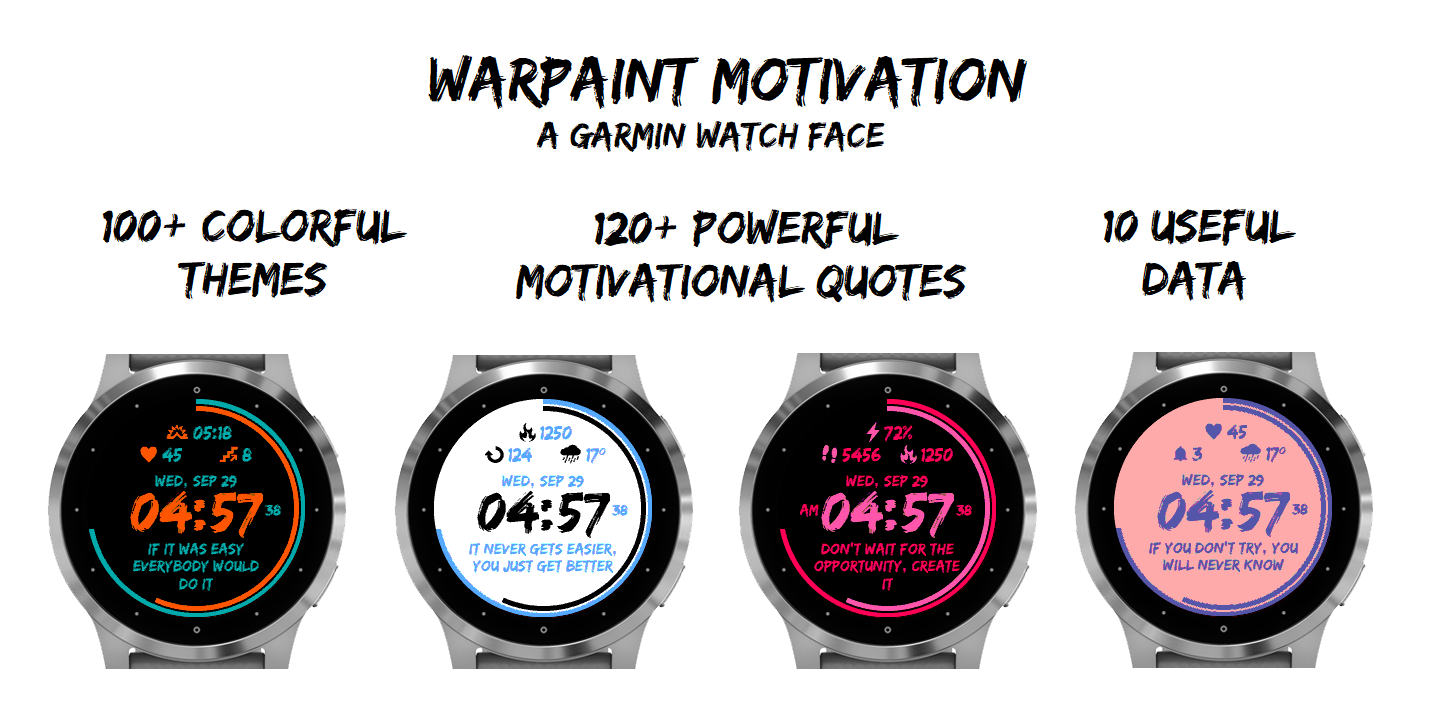 WARPAINT MOTIVATION
A GARMIN WATCH FACE
100+ COLORFUL
THEMES
120+ POWERFUL
MOTIVATIONAL QUOTES
10 USEFUL
DATA
05:18
45 8
WED, SEP 29
04:57 38
IF IT WAS EASY
EVERYBODY WOULD
DO IT
1250
124 17°
WED, SEP 29
04:57 38
IT NEVER GETS EASIER,
YOU JUST GET BETTER
72%
5456 1250
WED, SEP 29
AM 04:57 38
DON'T WAIT FOR THE
OPPORTUNITY, CREATE
IT
45
3 17°
WED, SEP 29
04:57 38
IF YOU DON'T TRY, YOU
WILL NEVER KNOW